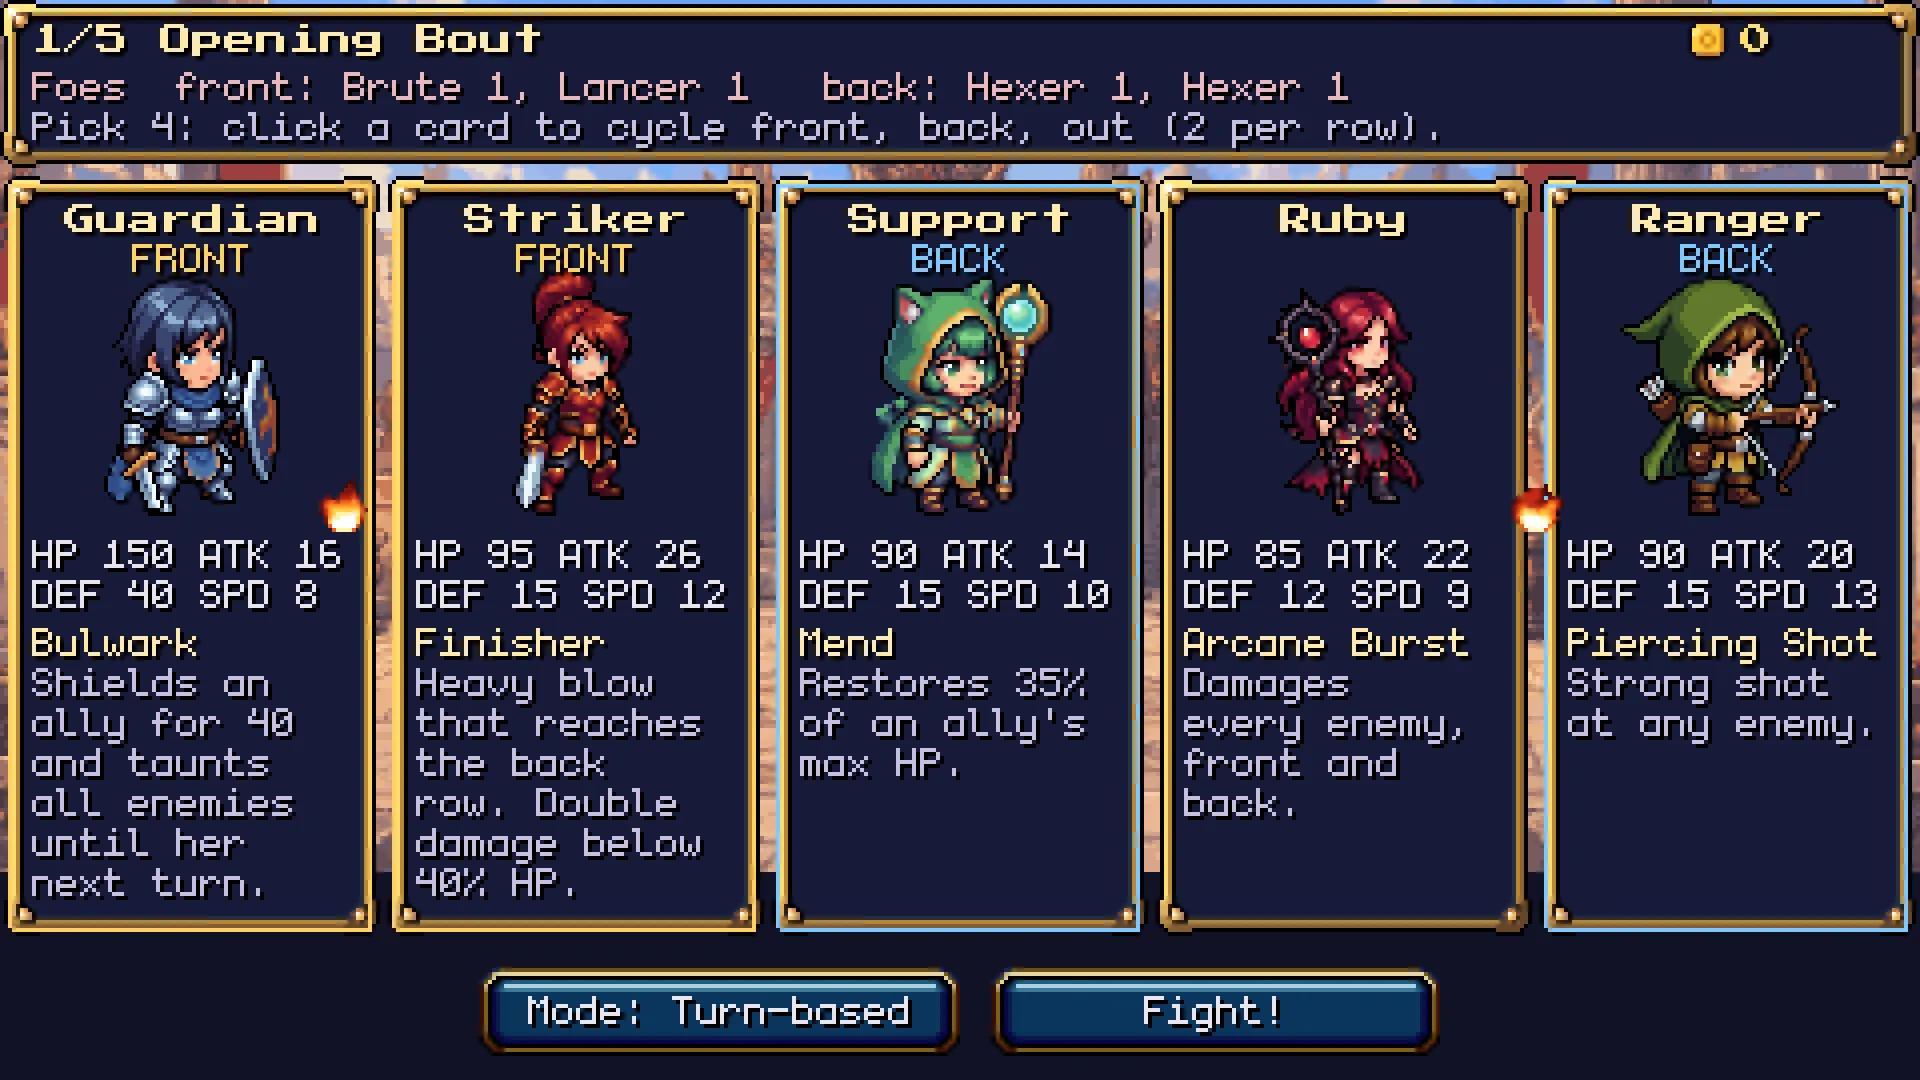 1/5 Opening Bout
0
Foes front: Brute 1, Lancer 1 back: Hexer 1, Hexer 1
Pick 4: click a card to cycle front, back, out (2 per row).
Guardian
FRONT
HP 150 ATK 16
DEF 40 SPD 8
Bulwark
Shields an
ally for 40
and taunts
all enemies
until her
next turn.
Striker
FRONT
HP 95 ATK 26
DEF 15 SPD 12
Finisher
Heavy blow
that reaches
the back
row. Double
damage below
40% HP.
Support
BACK
HP 90 ATK 14
DEF 15 SPD 10
Mend
Restores 35%
of an ally's
max HP.
Ruby
HP 85 ATK 22
DEF 12 SPD 9
Arcane Burst
Damages
every enemy,
front and
back.
Ranger
BACK
HP 90 ATK 20
DEF 15 SPD 13
Piercing Shot
Strong shot
at any enemy.
Mode: Turn-based
Fight!